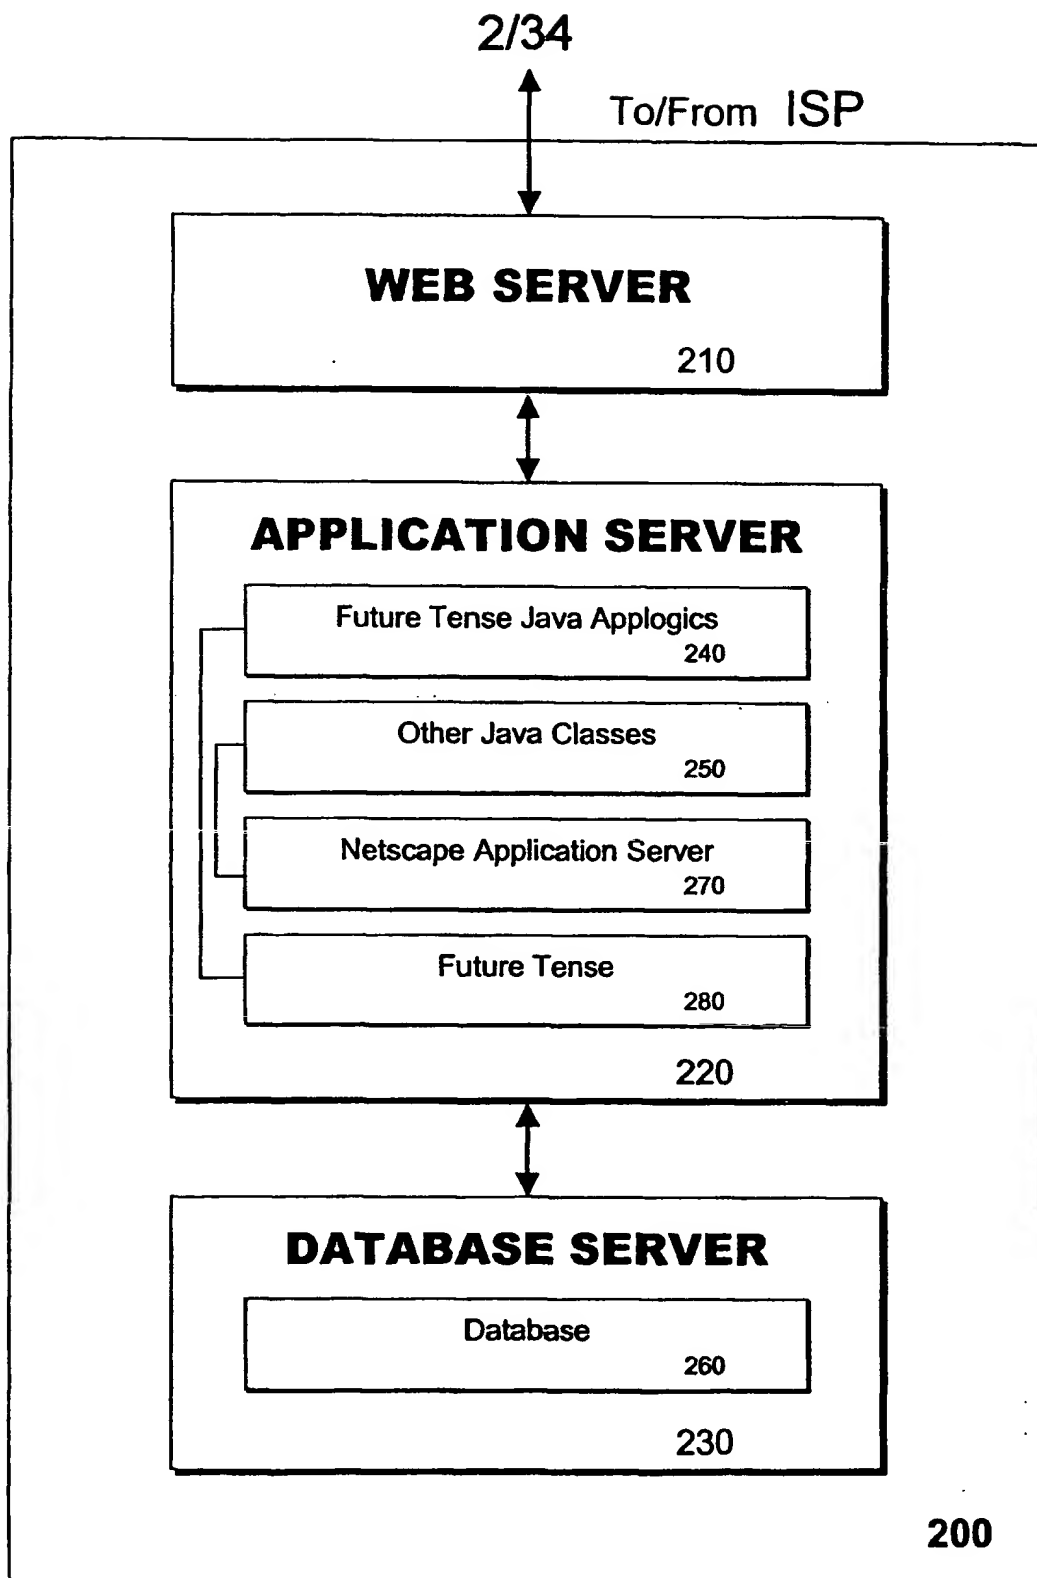 2/34
To/From ISP
WEB SERVER
210
APPLICATION SERVER
Future Tense Java Applogics
240
Other Java Classes
250
Netscape Application Server
270
Future Tense
280
220
DATABASE SERVER
Database
260
230
200